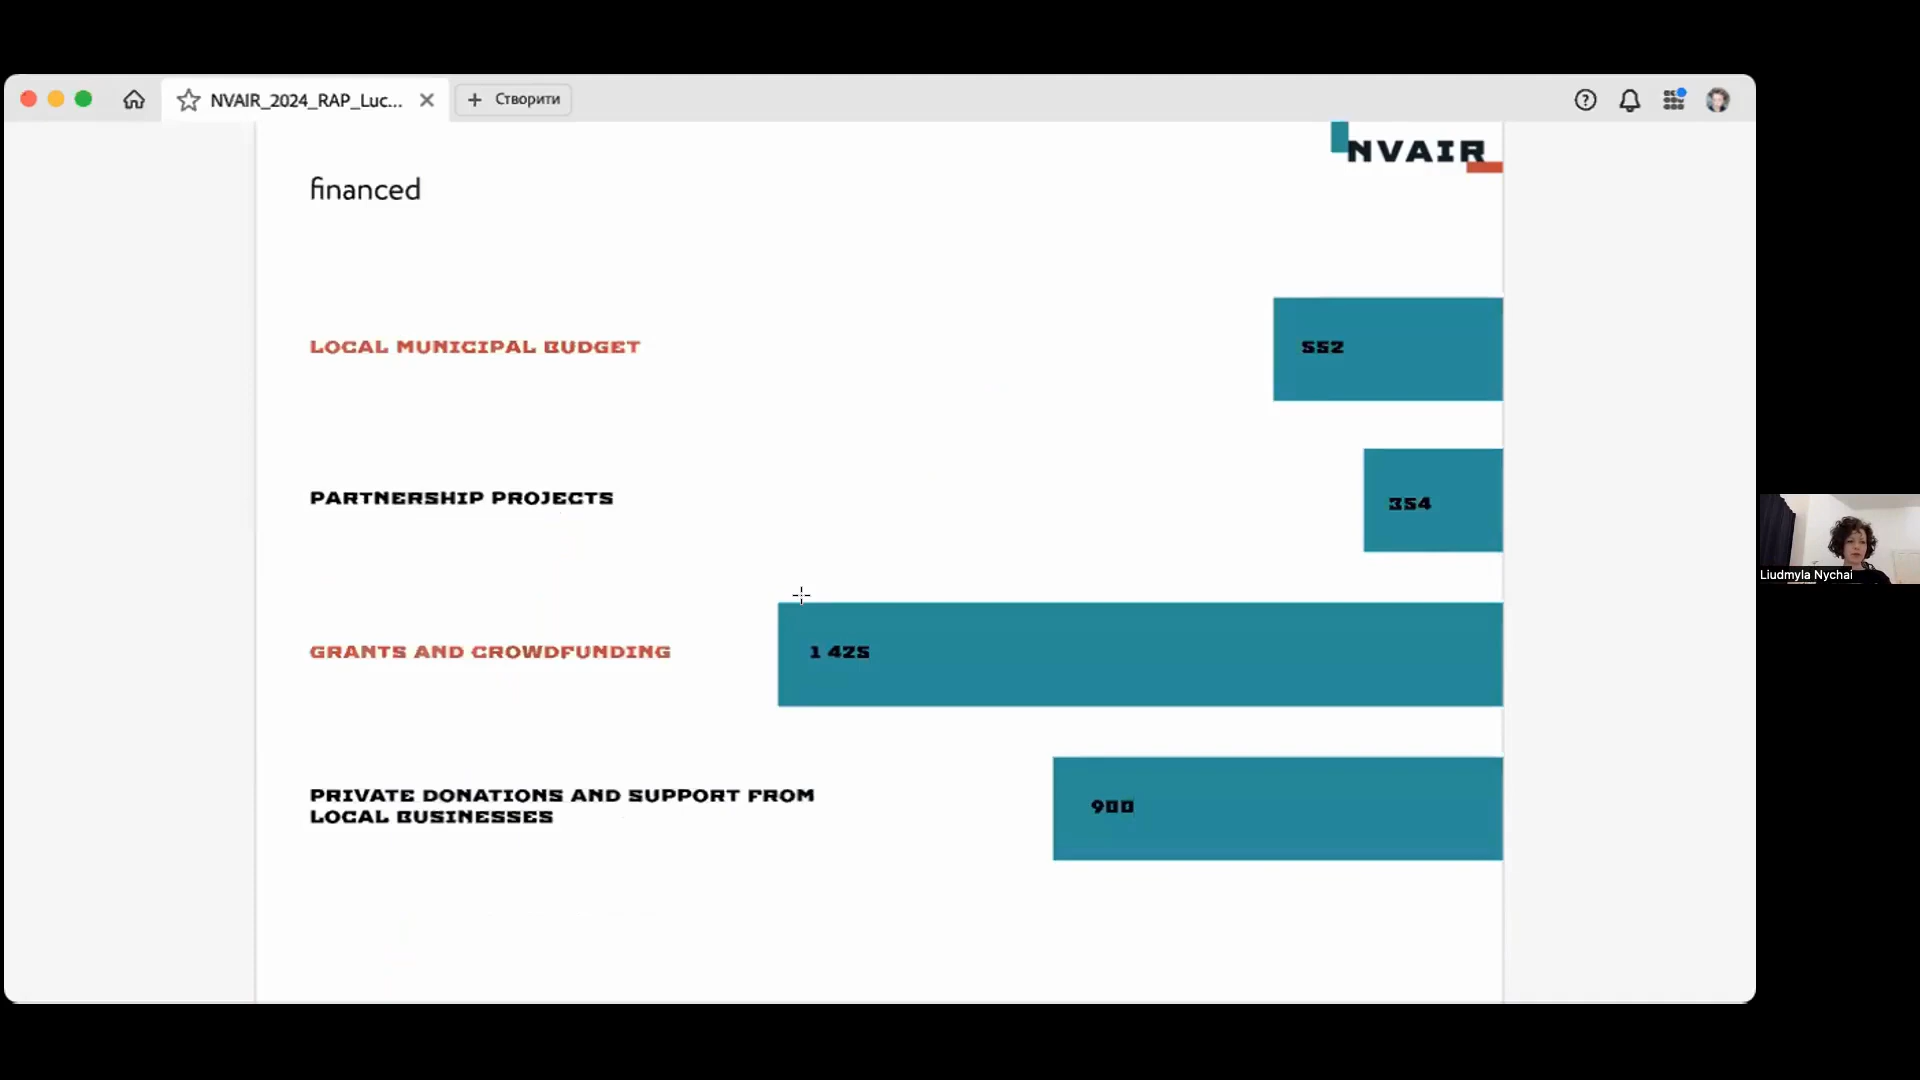 NVAIR_2024_RAP_Luc...
Створити
NVAIR
financed
LOCAL MUNICIPAL BUDGET
552
PARTNERSHIP PROJECTS
354
GRANTS AND CROWDFUNDING
1 425
PRIVATE DONATIONS AND SUPPORT FROM
LOCAL BUSINESSES
900
Liudmyla Nychai